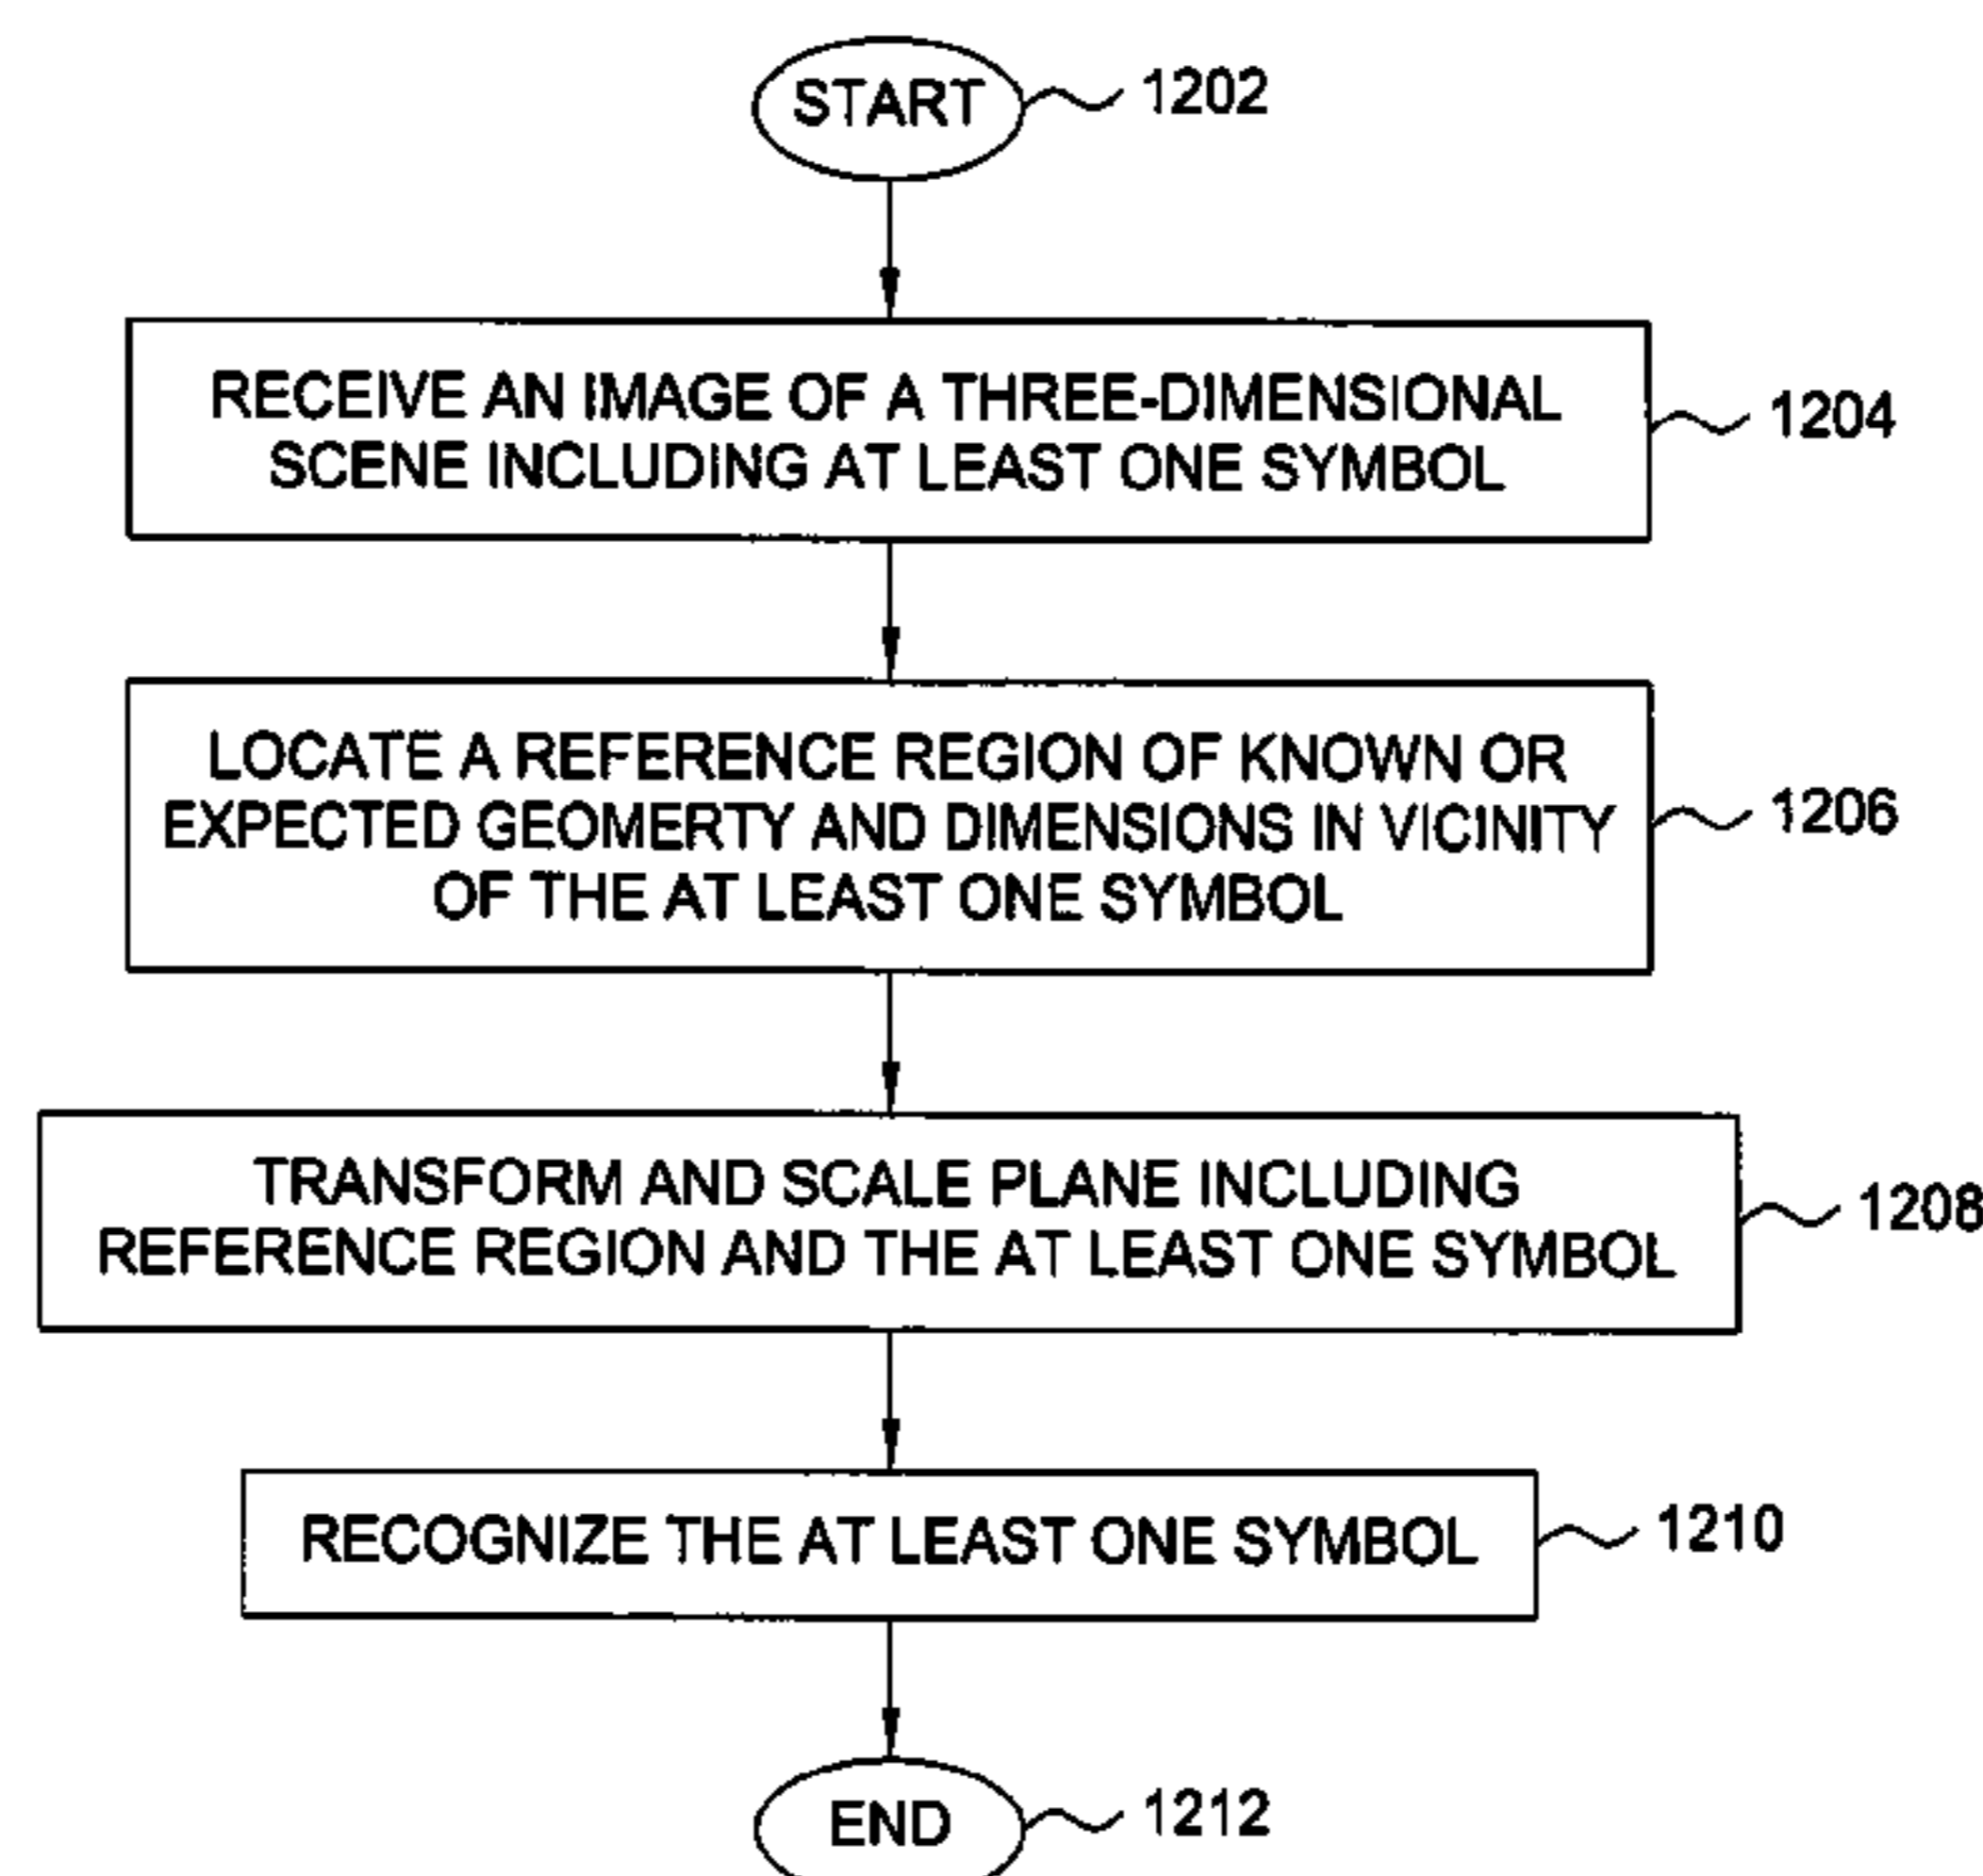 START
1202
RECEIVE AN IMAGE OF A THREE-DIMENSIONAL
SCENE INCLUDING AT LEAST ONE SYMBOL
1204
LOCATE A REFERENCE REGION OF KNOWN OR
EXPECTED GEOMERTY AND DIMENSIONS IN VICINITY
OF THE AT LEAST ONE SYMBOL
1206
TRANSFORM AND SCALE PLANE INCLUDING
REFERENCE REGION AND THE AT LEAST ONE SYMBOL
1208
RECOGNIZE THE AT LEAST ONE SYMBOL
1210
END
1212